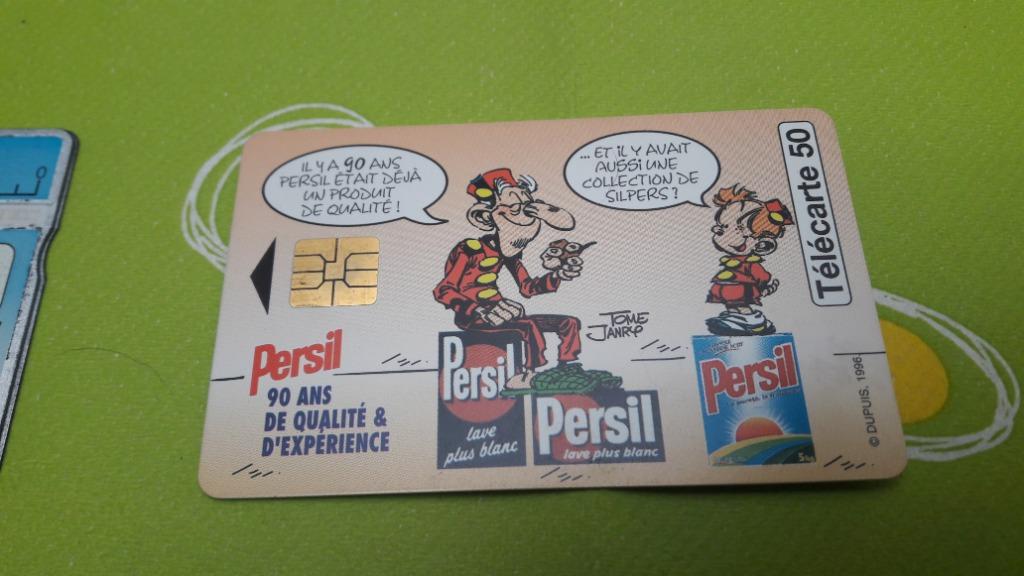 IL Y A 90 ANS
PERSIL ÉTAIT DÉJÀ
UN PRODUIT
DE QUALITÉ !
... ET IL Y AVAIT
AUSSI UNE
COLLECTION DE
SILPERS ?
Télécarte 50
TOME
JANRY
Persil
90 ANS
DE QUALITÉ &
D'EXPÉRIENCE
Persil
lave
plus blanc
Persil
lave plus blanc
Persil
5kg
© DUPUIS. 1996